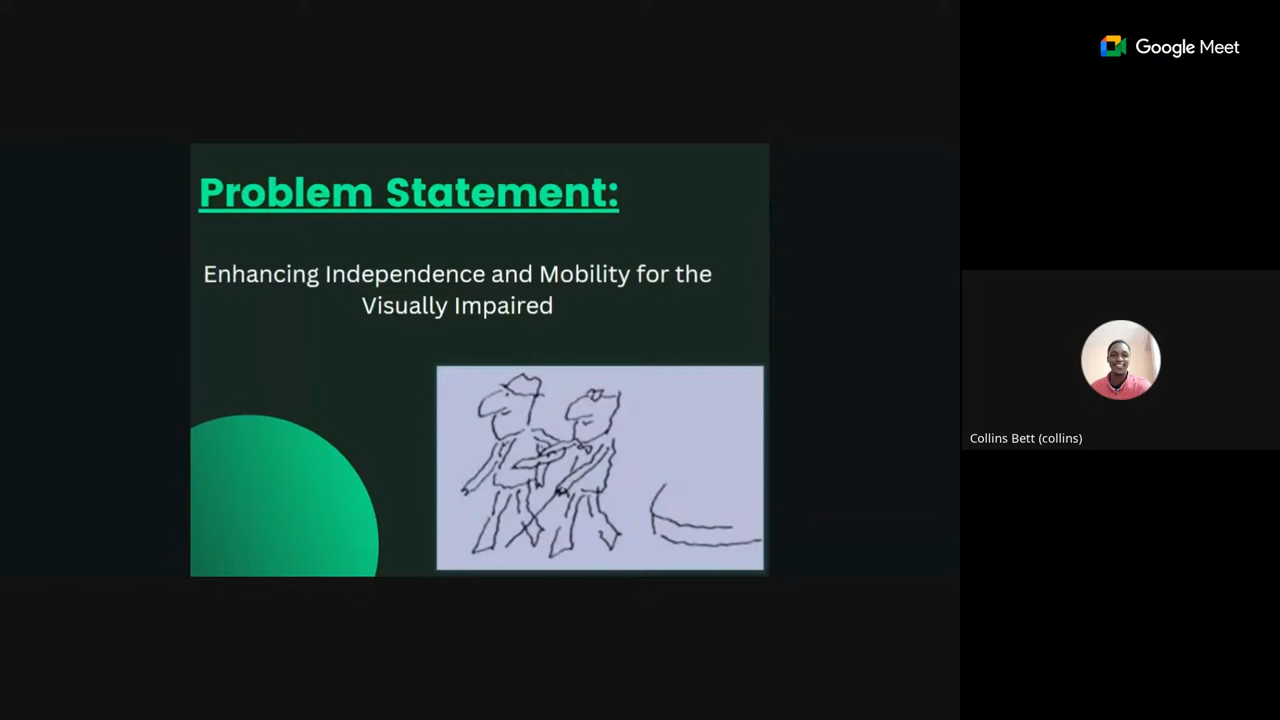 Google Meet
Problem Statement:
Enhancing Independence and Mobility for the
Visually Impaired
Collins Bett (collins)